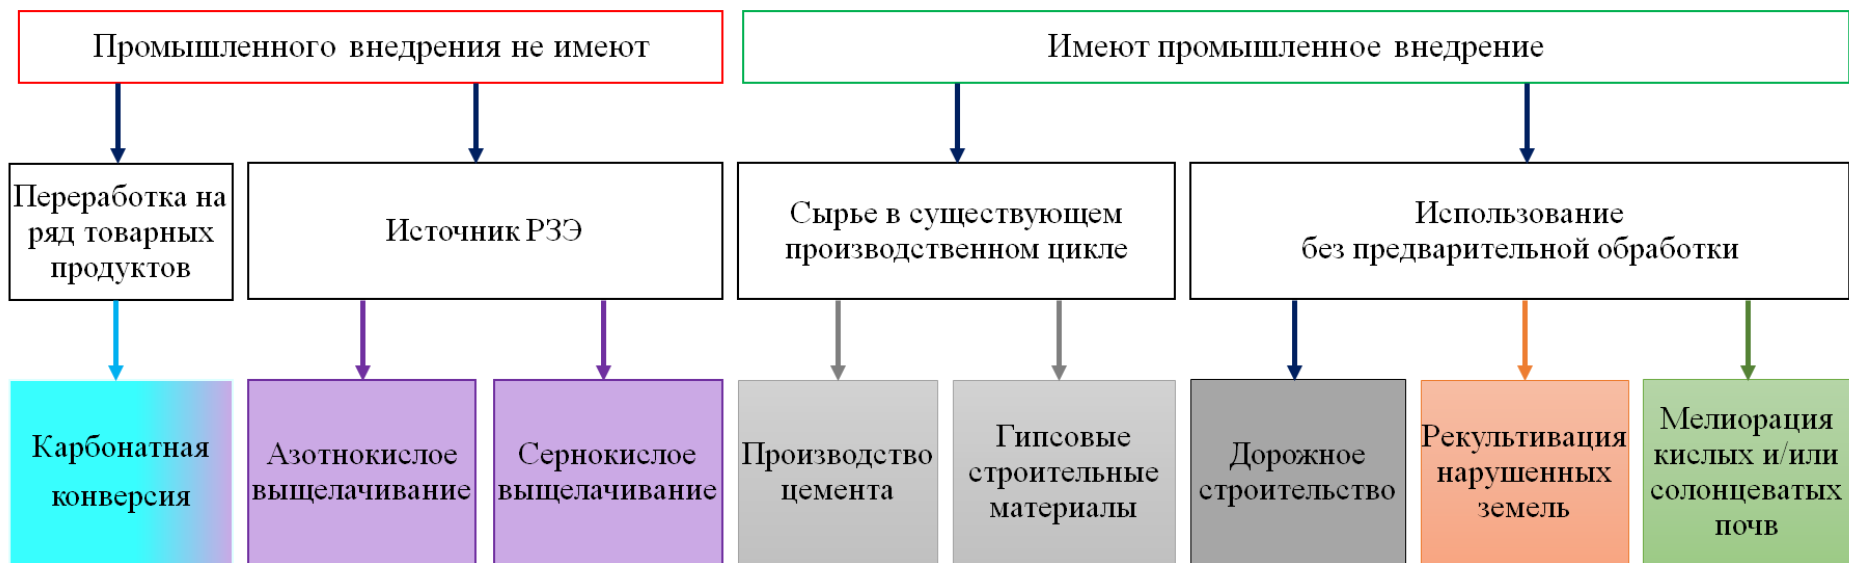 Промышленного внедрения не имеют
Имеют промышленное внедрение
Переработка на
ряд товарных
продуктов
Источник РЗЭ
Сырье в существующем
производственном цикле
Использование
без предварительной обработки
Карбонатная
конверсия
Азотнокислое
выщелачивание
Сернокислое
выщелачивание
Производство
цемента
Гипсовые
строительные
материалы
Дорожное
строительство
Рекультивация
нарушенных
земель
Мелиорация
кислых и/или
солонцеватых
почв